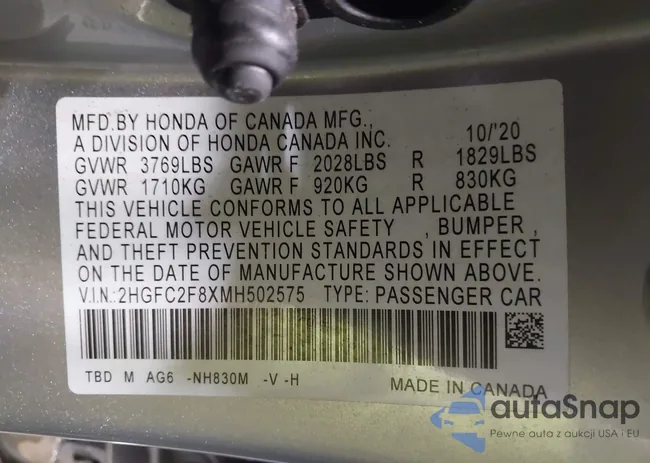 MFD.BY HONDA OF CANADA MFG.,
A DIVISION OF HONDA CANADA INC. 10/'20
GVWR 3769LBS GAWR F 2028LBS R 1829LBS
GVWR 1710KG GAWR F 920KG R 830KG
THIS VEHICLE CONFORMS TO ALL APPLICABLE
FEDERAL MOTOR VEHICLE SAFETY , BUMPER ,
AND THEFT PREVENTION STANDARDS IN EFFECT
ON THE DATE OF MANUFACTURE SHOWN ABOVE.
V.I.N.:2HGFC2F8XMH502575 TYPE: PASSENGER CAR
TBD M AG6 -NH830M -V -H
MADE IN CANADA
autaSnap
Pewne auta z aukcji USA i EU